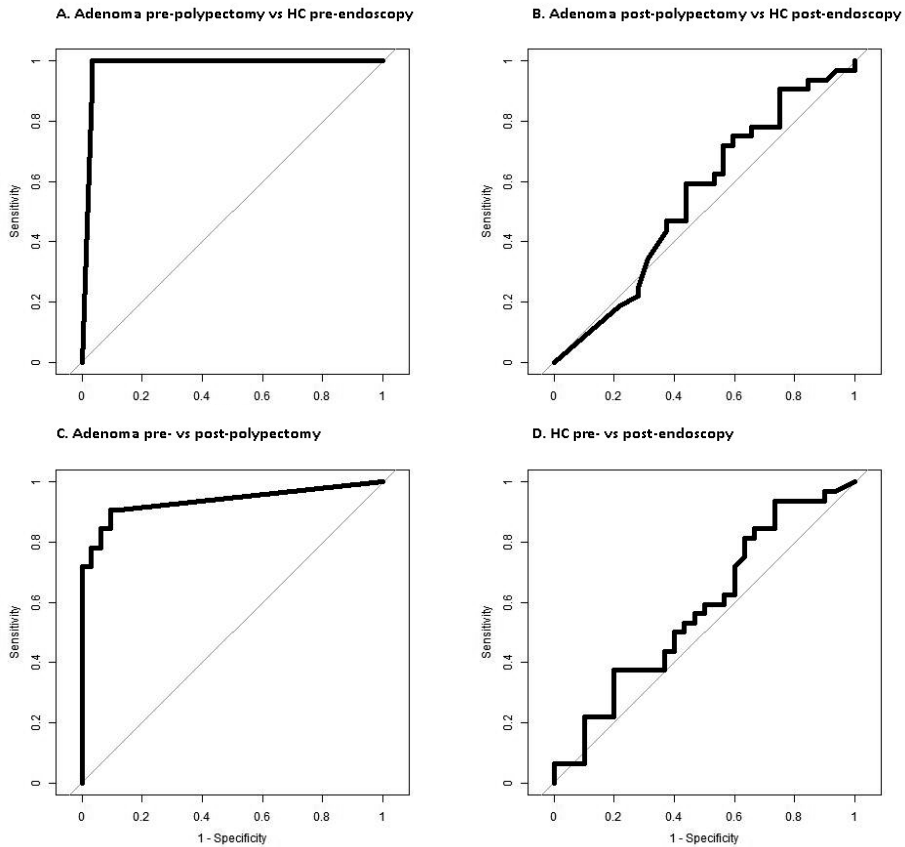 A. Adenoma pre-polypectomy vs HC pre-endoscopy
B. Adenoma post-polypectomy vs HC post-endoscopy
Sensitivity
0 0.2 0.4 0.6 0.8 1
0 0.2 0.4 0.6 0.8 1
Sensitivity
0 0.2 0.4 0.6 0.8 1
0 0.2 0.4 0.6 0.8 1
C. Adenoma pre- vs post-polypectomy
D. HC pre- vs post-endoscopy
Sensitivity
0 0.2 0.4 0.6 0.8 1
0 0.2 0.4 0.6 0.8 1
1 - Specificity
Sensitivity
0 0.2 0.4 0.6 0.8 1
0 0.2 0.4 0.6 0.8 1
1 - Specificity